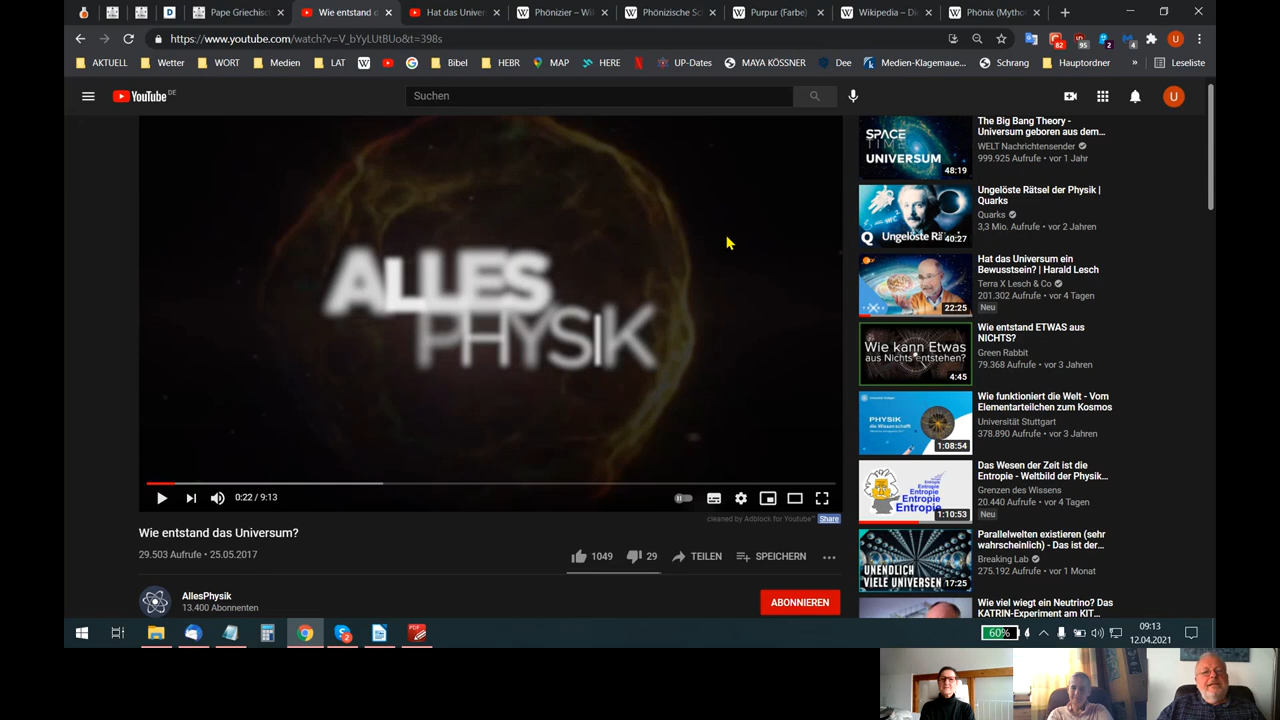 Pape Griechisc
Wie entstand d
Hat das Univers
Phönizier – Wi
Phönizische Sc
Purpur (Farbe)
Wikipedia – Di
Phönix (Mytho
https://www.youtube.com/watch?v=V_bYyLUtBUo&t=398s
82
95
2
4
U
AKTUELL
Wetter
WORT
Medien
LAT
Bibel
HEBR
MAP
HERE
UP-Dates
MAYA KÖSSNER
Dee
Medien-Klagemaue...
Schrang
Hauptordner
»
Leseliste
YouTube DE
Suchen
U
ALLES
PHYSIK
0:22 / 9:13
cleaned by Adblock for Youtube™ Share
Wie entstand das Universum?
29.503 Aufrufe • 25.05.2017
1049
29
TEILEN
SPEICHERN
AllesPhysik
13.400 Abonnenten
ABONNIEREN
SPACE
TIME
UNIVERSUM
48:19
The Big Bang Theory -
Universum geboren aus dem...
WELT Nachrichtensender
999.925 Aufrufe • vor 1 Jahr
Q Ungelöste Rä
40:27
Ungelöste Rätsel der Physik |
Quarks
Quarks
3,3 Mio. Aufrufe • vor 2 Jahren
22:25
Hat das Universum ein
Bewusstsein? | Harald Lesch
Terra X Lesch & Co
201.302 Aufrufe • vor 4 Tagen
Neu
Wie kann Etwas
aus Nichts entstehen?
4:45
Wie entstand ETWAS aus
NICHTS?
Green Rabbit
79.368 Aufrufe • vor 3 Jahren
PHYSIK
die Wissenschaft
1:08:54
Wie funktioniert die Welt - Vom
Elementarteilchen zum Kosmos
Universität Stuttgart
378.890 Aufrufe • vor 3 Jahren
Entropie
Entropie
Entropie
Entropie
1:10:53
Das Wesen der Zeit ist die
Entropie - Weltbild der Physik...
Grenzen des Wissens
20.440 Aufrufe • vor 4 Tagen
Neu
UNENDLICH
VIELE UNIVERSEN
17:25
Parallelwelten existieren (sehr
wahrscheinlich) - Das ist der...
Breaking Lab
275.192 Aufrufe • vor 1 Monat
Wie viel wiegt ein Neutrino? Das
KATRIN-Experiment am KIT
60%
09:13
12.04.2021